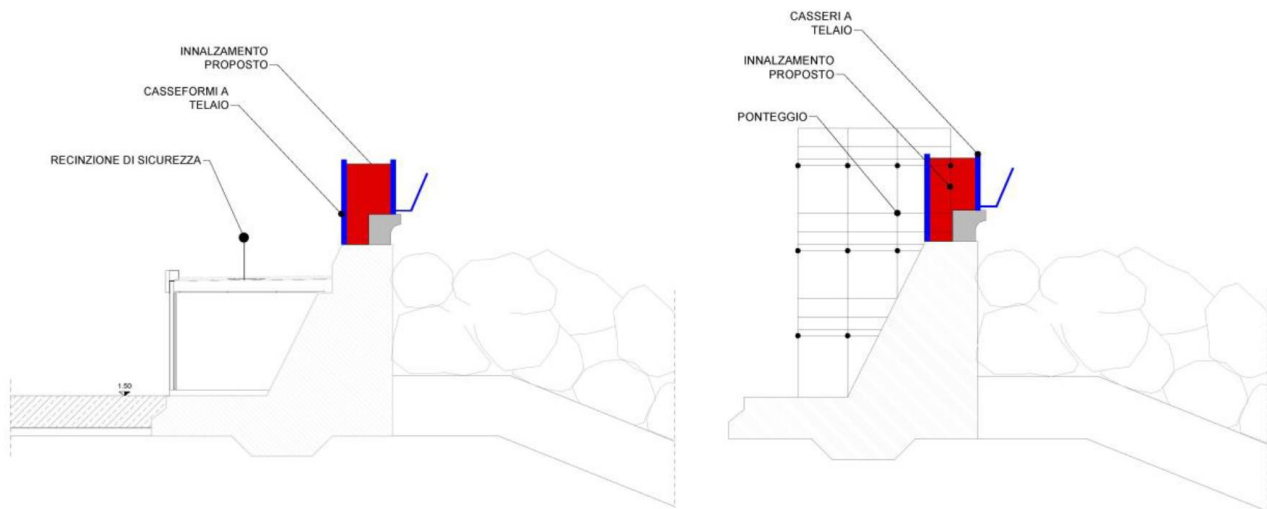 INNALZAMENTO
PROPOSTO
CASSEFORMI A
TELAIO
RECINZIONE DI SICUREZZA
1.50
CASSERI A
TELAIO
INNALZAMENTO
PROPOSTO
PONTEGGIO